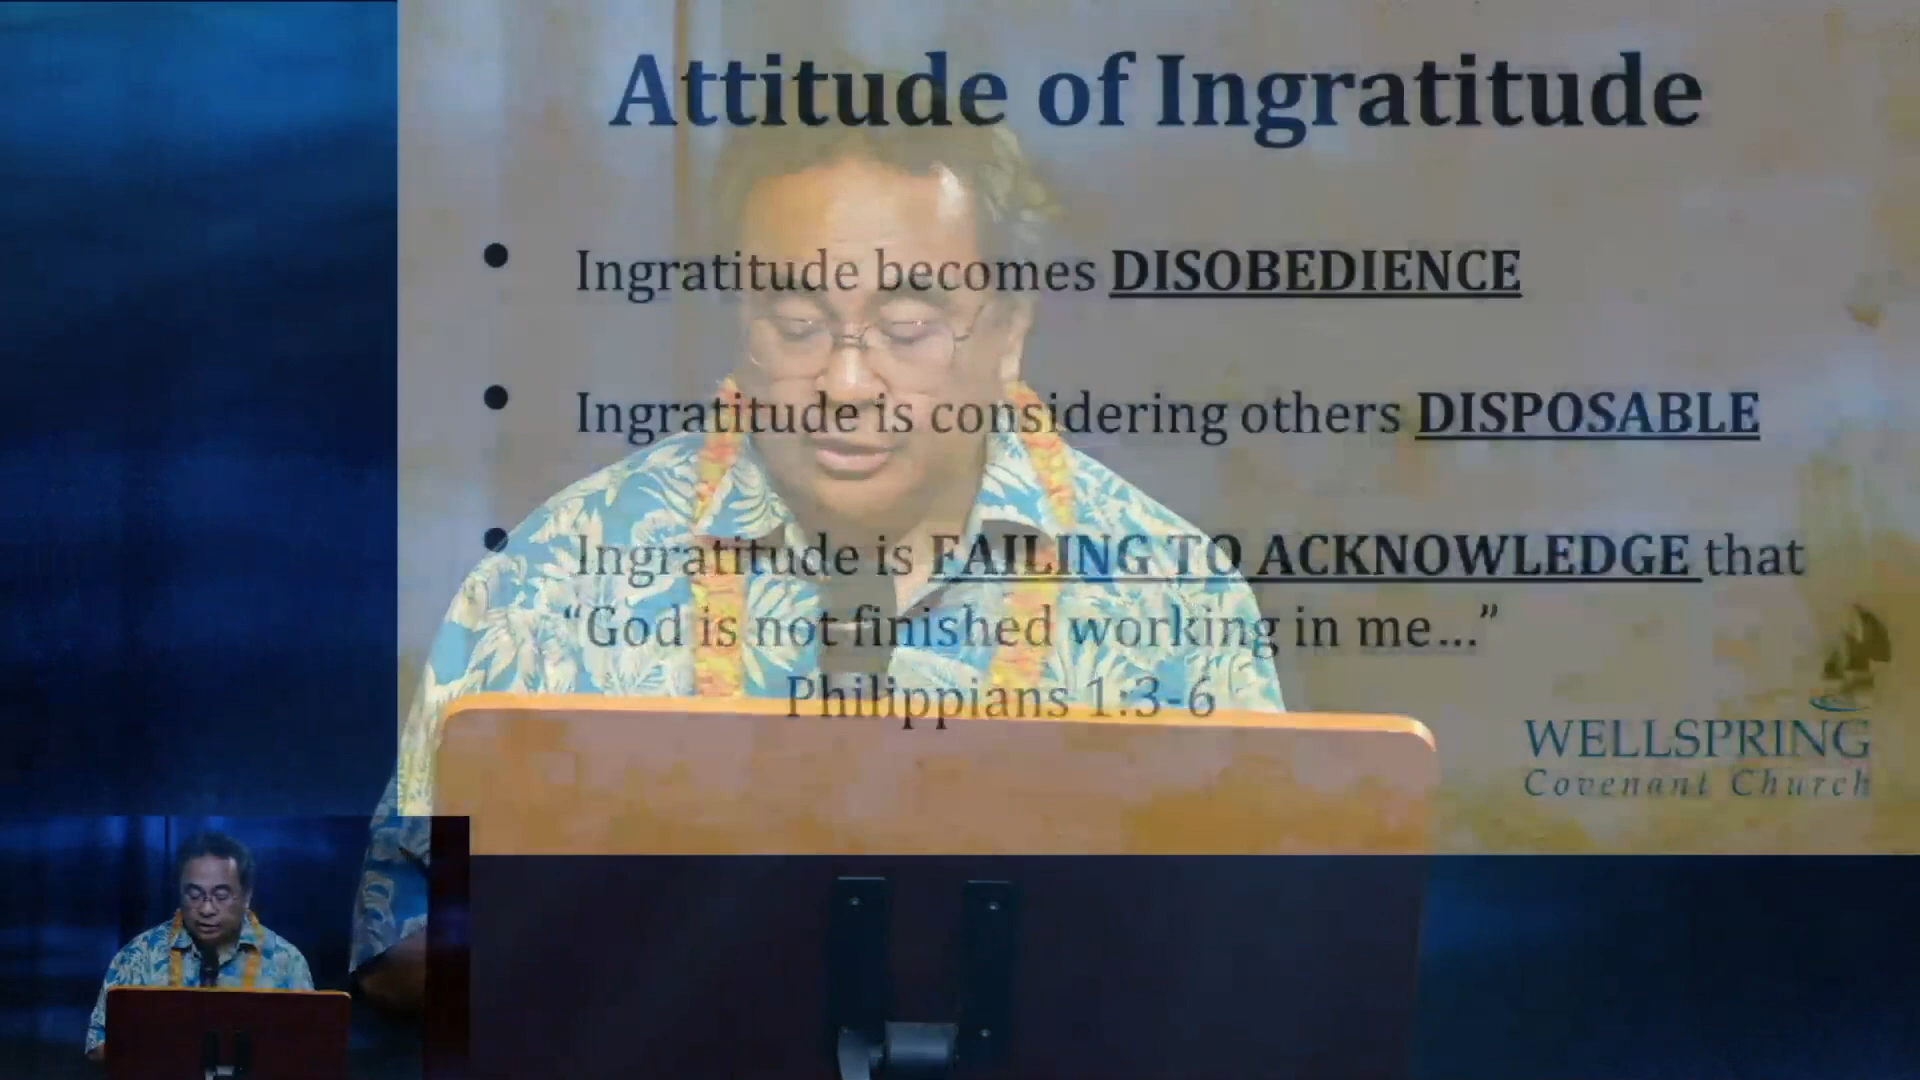 Attitude of Ingratitude
• Ingratitude becomes DISOBEDIENCE
• Ingratitude is considering others DISPOSABLE
• Ingratitude is FAILING TO ACKNOWLEDGE that
“God is not finished working in me...”
Philippians 1:3-6
WELLSPRING
Covenant Church